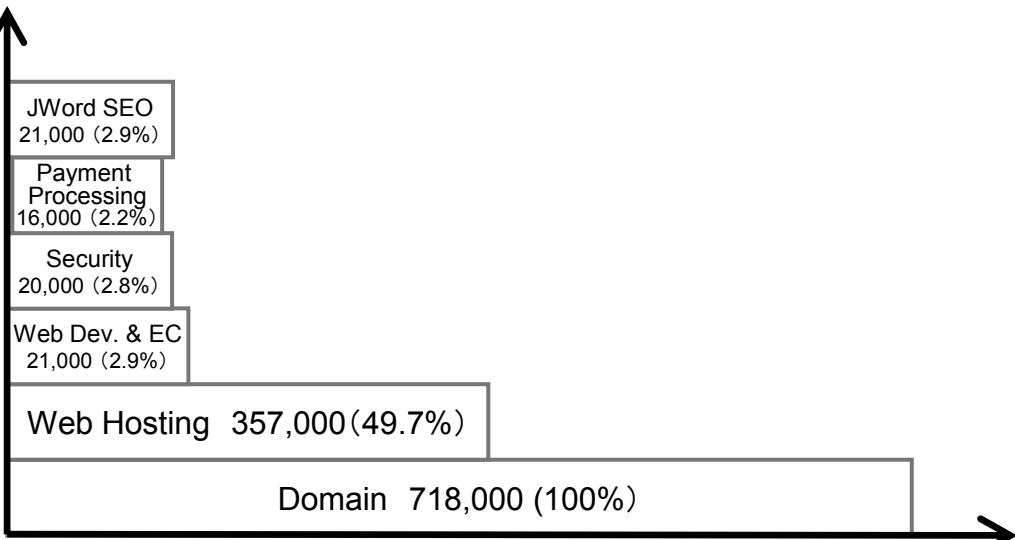 JWord SEO
21,000（2.9%）
Payment
Processing
16,000（2.2%）
Security
20,000（2.8%）
Web Dev. & EC
21,000（2.9%）
Web Hosting 357,000（49.7%）
Domain 718,000 (100%）